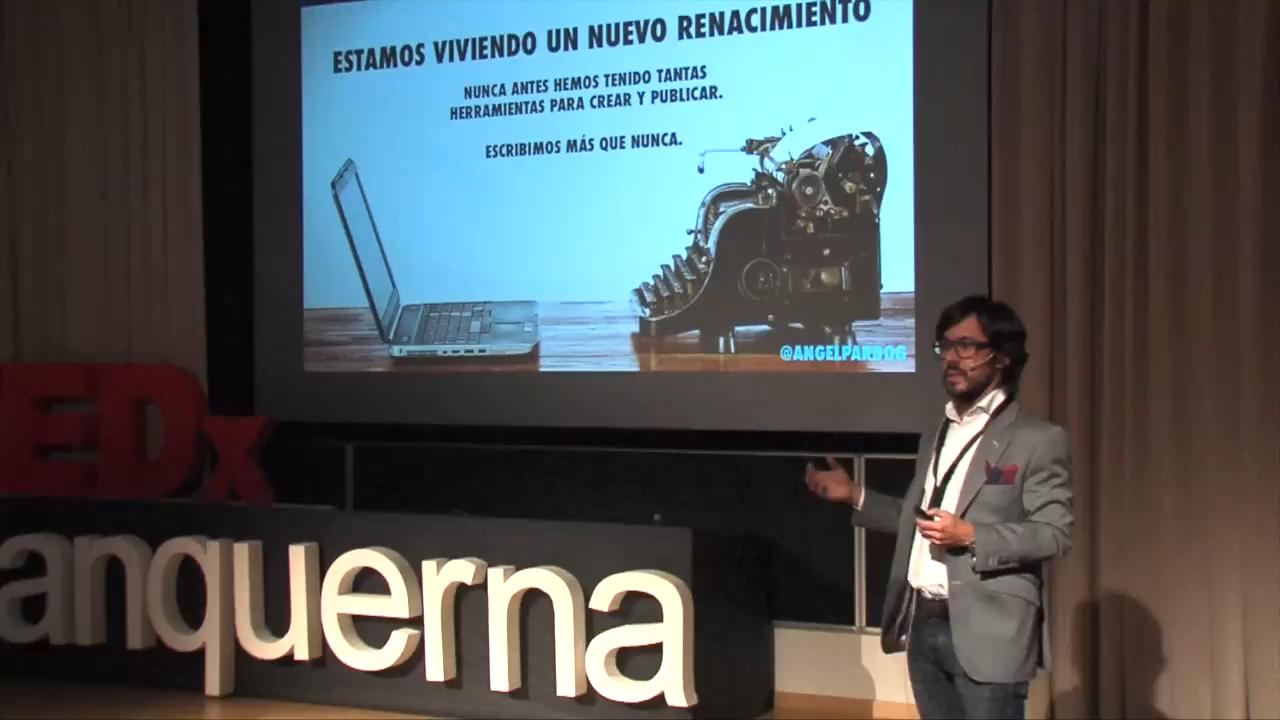 ESTAMOS VIVIENDO UN NUEVO RENACIMIENTO
NUNCA ANTES HEMOS TENIDO TANTAS
HERRAMIENTAS PARA CREAR Y PUBLICAR.
ESCRIBIMOS MÁS QUE NUNCA.
@ANGELPARDOS
EDx
anquerna